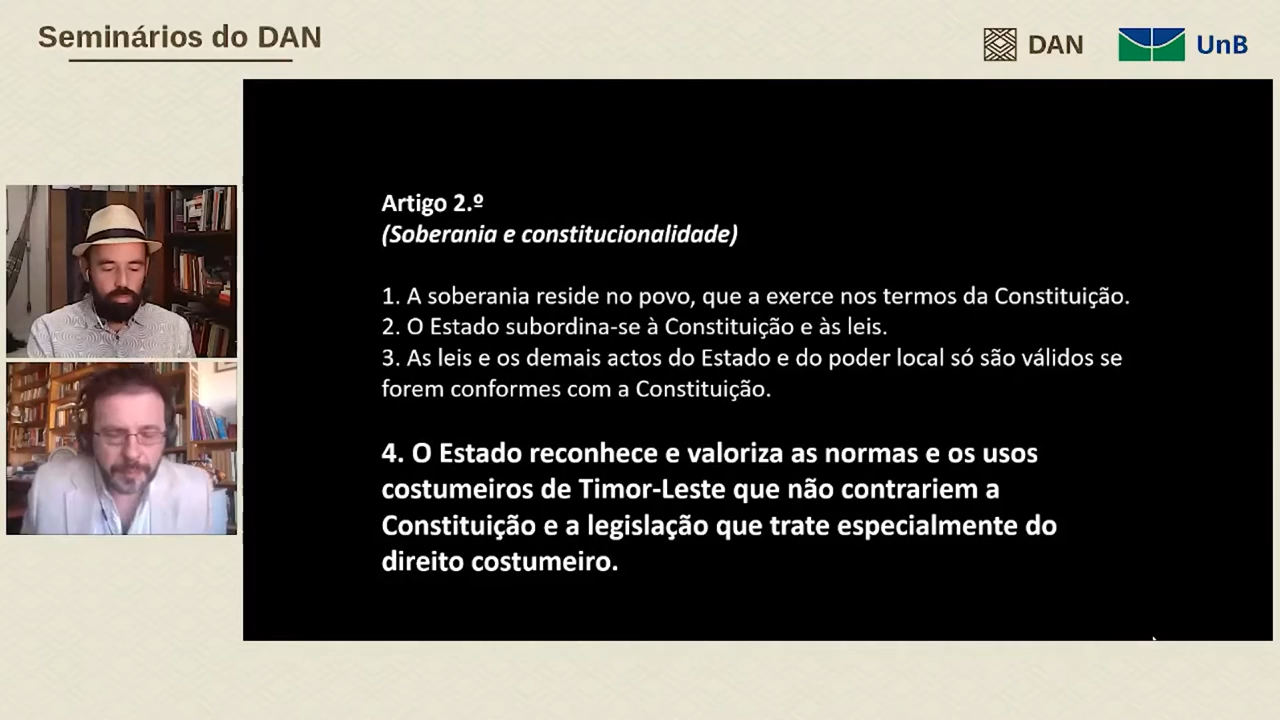 Seminários do DAN
DAN
UnB
Artigo 2.º
(Soberania e constitucionalidade)
1. A soberania reside no povo, que a exerce nos termos da Constituição.
2. O Estado subordina-se à Constituição e às leis.
3. As leis e os demais actos do Estado e do poder local só são válidos se
forem conformes com a Constituição.
4. O Estado reconhece e valoriza as normas e os usos
costumeiros de Timor-Leste que não contrariem a
Constituição e a legislação que trate especialmente do
direito costumeiro.